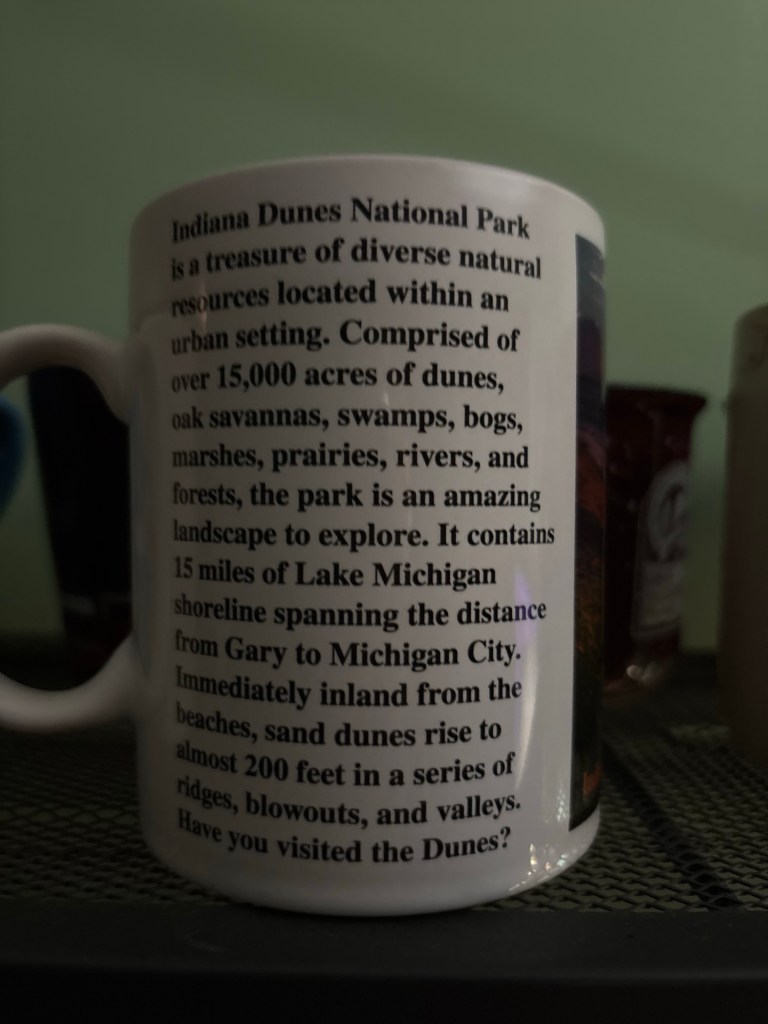 Indiana Dunes National Park
is a treasure of diverse natural
resources located within an
urban setting. Comprised of
over 15,000 acres of dunes,
oak savannas, swamps, bogs,
marshes, prairies, rivers, and
forests, the park is an amazing
landscape to explore. It contains
15 miles of Lake Michigan
shoreline spanning the distance
from Gary to Michigan City.
Immediately inland from the
beaches, sand dunes rise to
almost 200 feet in a series of
ridges, blowouts, and valleys.
Have you visited the Dunes?